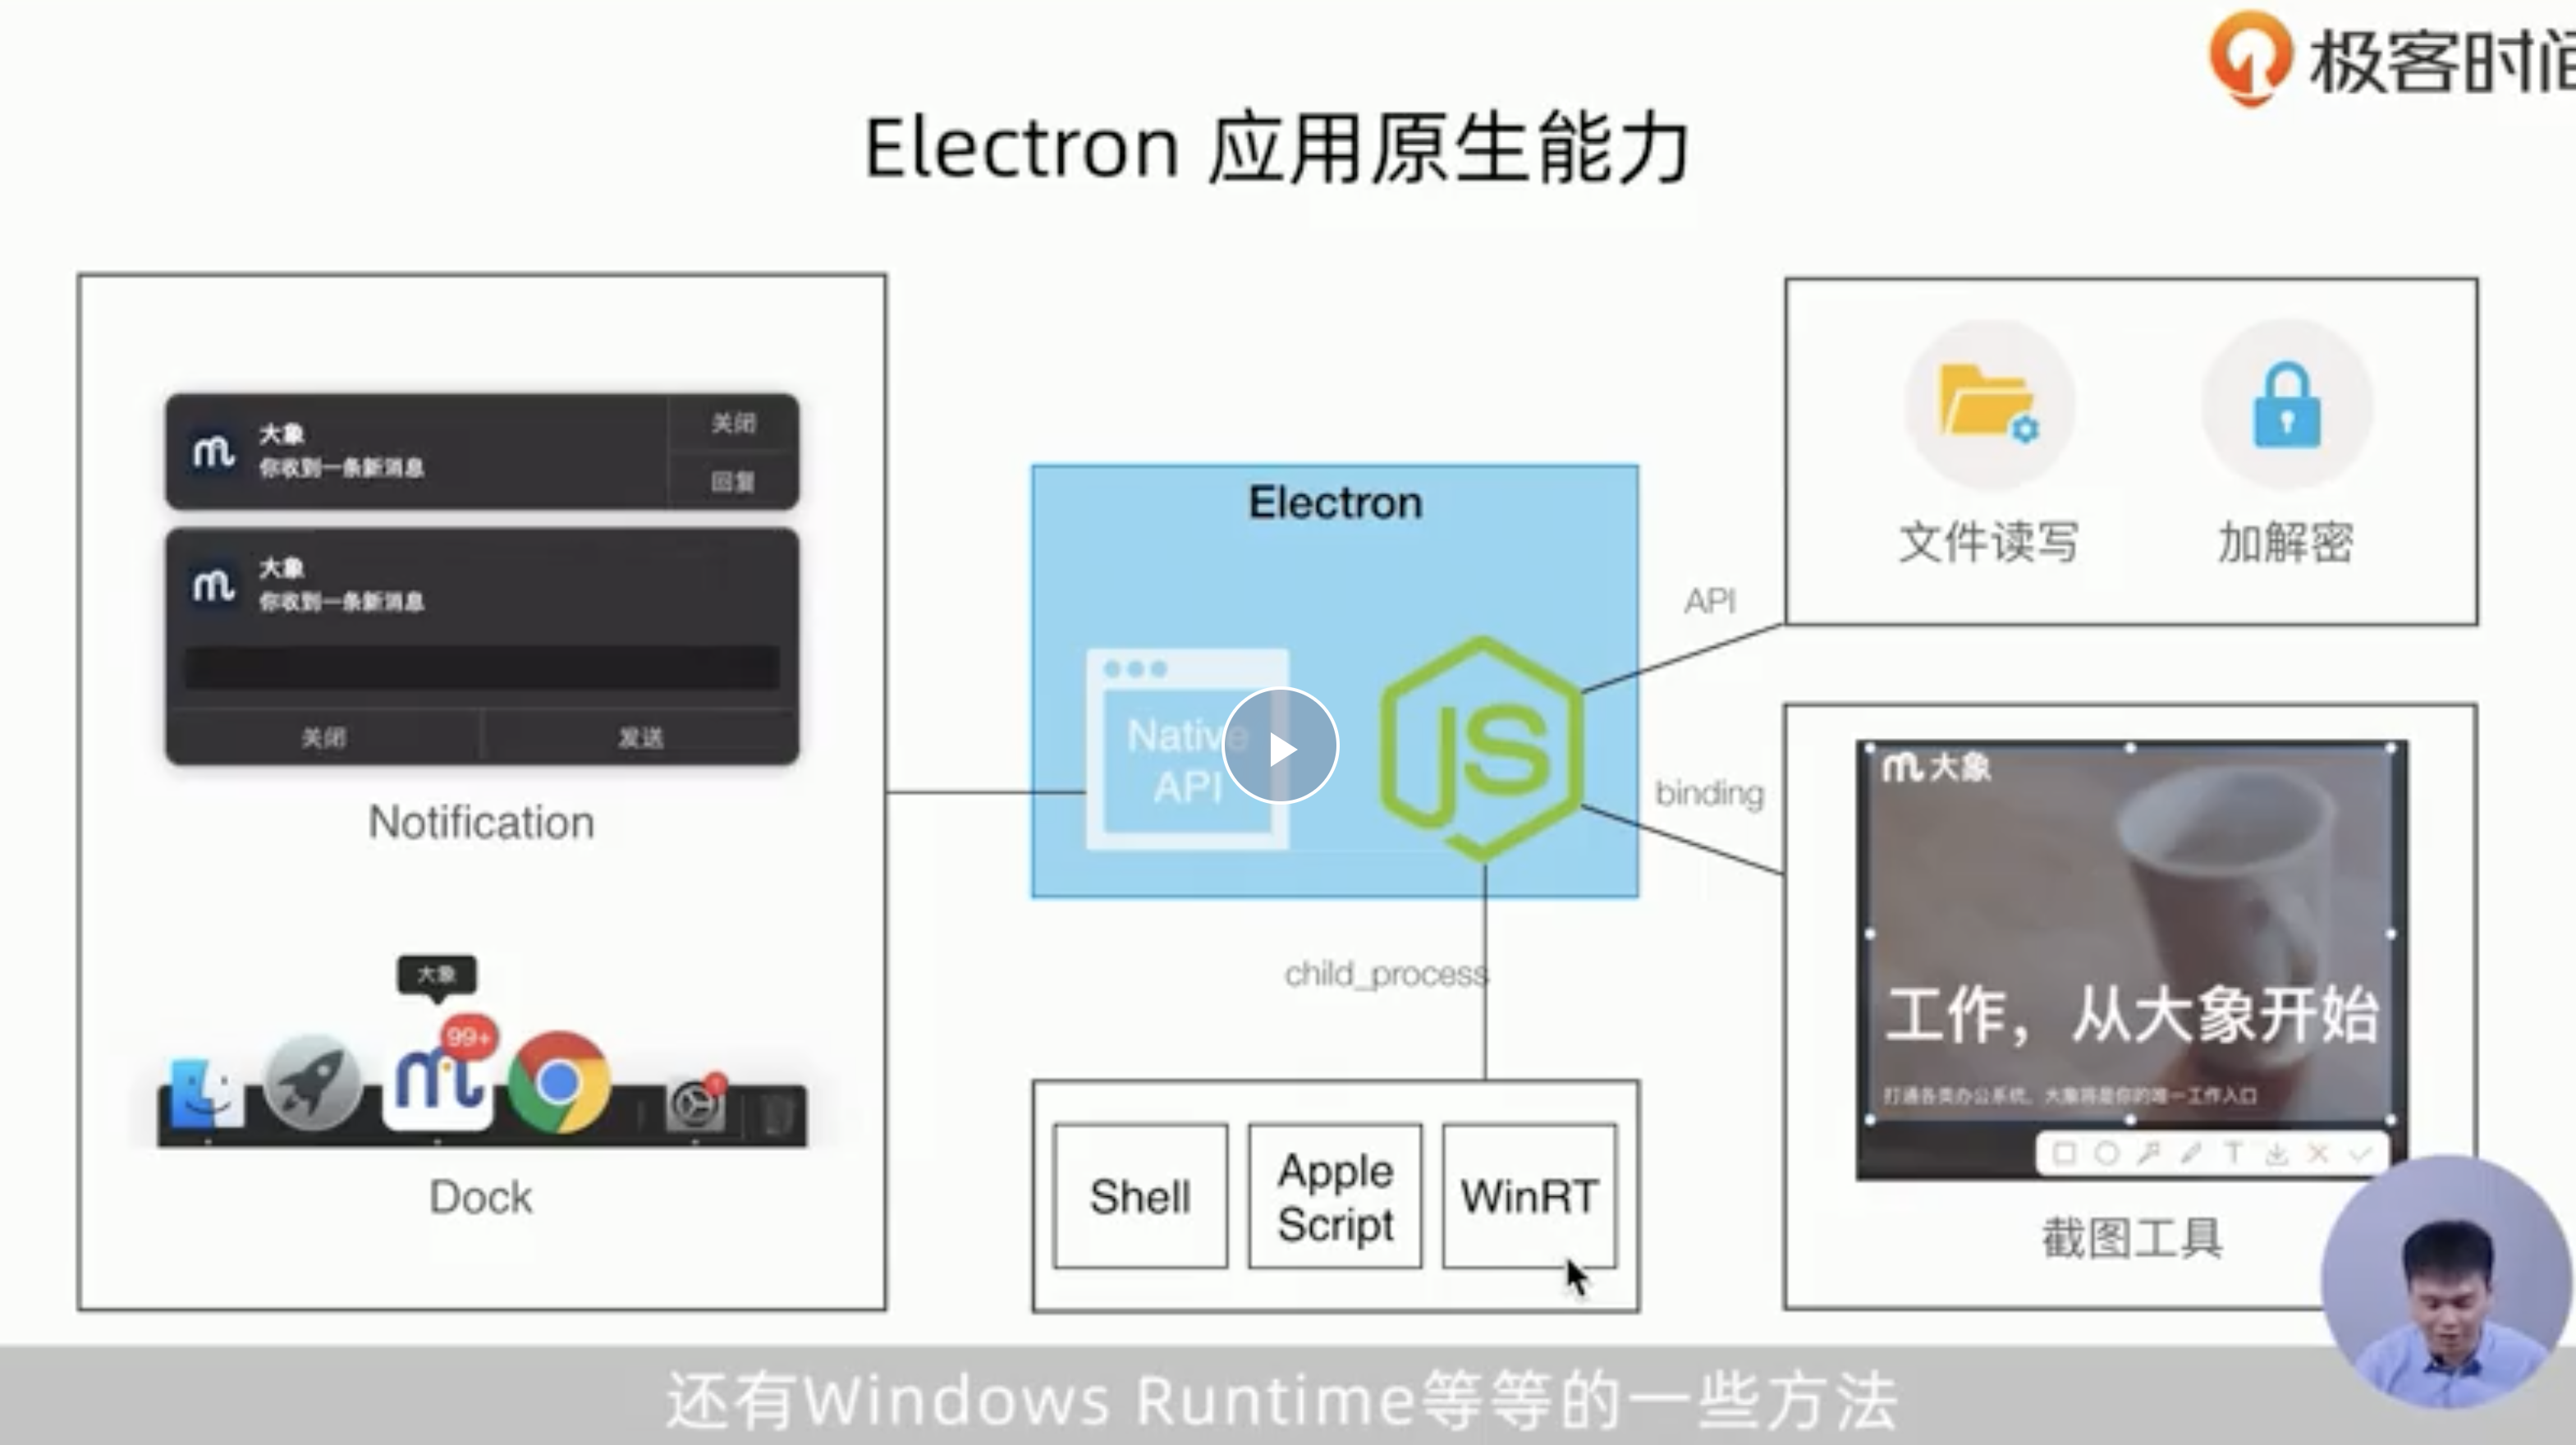 极客时间
Electron 应用原生能力
大象
你收到一条新消息
关闭
回复
大象
你收到一条新消息
关闭
发送
Notification
大象
99+
Dock
Electron
Native
API
JS
API
binding
child_process
Shell
Apple
Script
WinRT
文件读写
加解密
大象
工作，从大象开始
打通各类办公系统，大象将是你的唯一工作入口
T
截图工具
还有Windows Runtime等等的一些方法